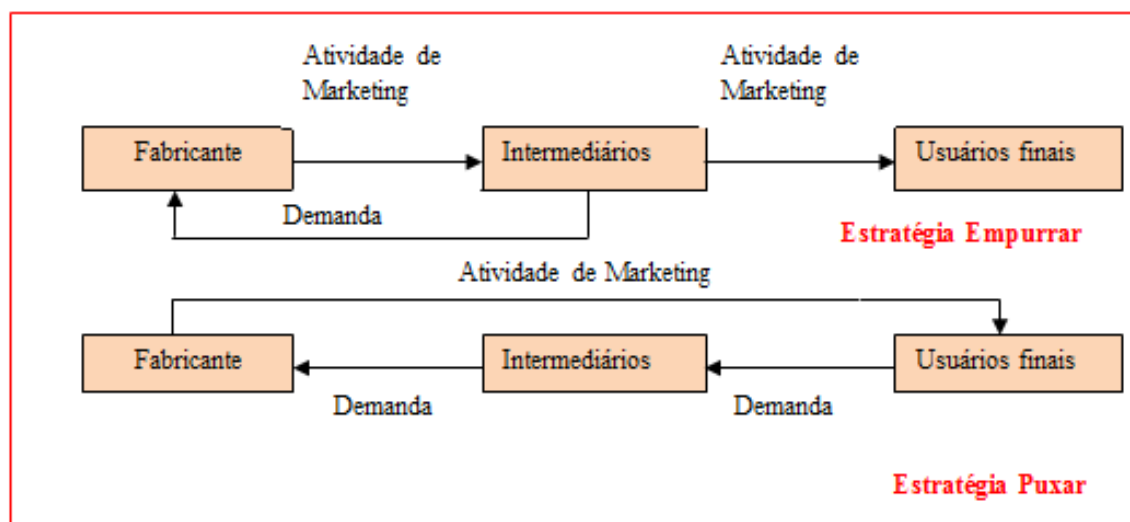 Atividade de
Marketing
Atividade de
Marketing
Fabricante
Intermediários
Usuários finais
Demanda
Estratégia Empurrar
Atividade de Marketing
Fabricante
Intermediários
Usuários finais
Demanda
Demanda
Estratégia Puxar